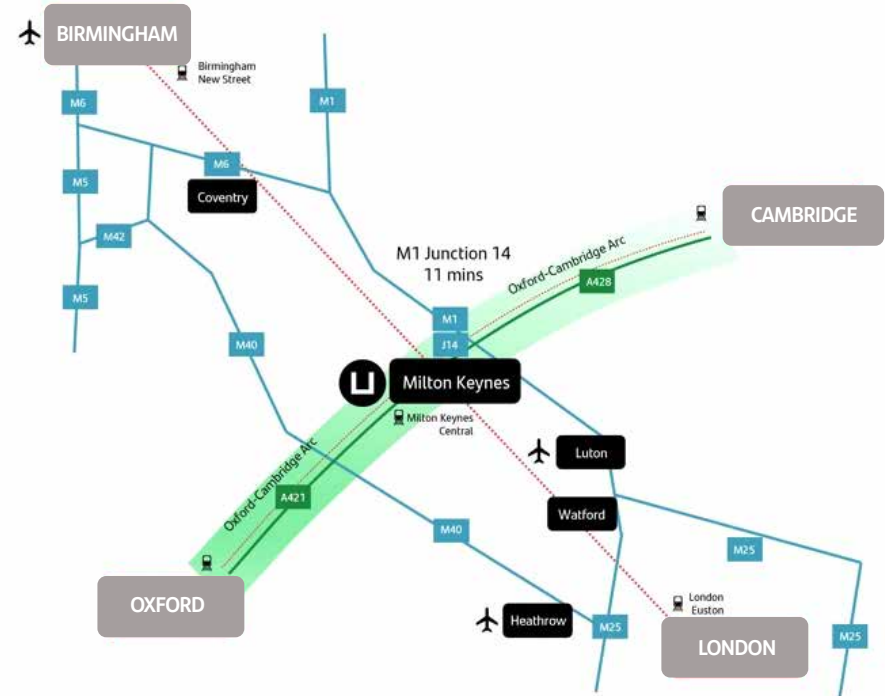 BIRMINGHAM
Birmingham
New Street
M6
M1
M6
M5
Coventry
CAMBRIDGE
M42
M1 Junction 14
11 mins
Oxford-Cambridge Arc
A428
M5
M1
M40
J14
Milton Keynes
Milton Keynes
Central
Luton
Oxford-Cambridge Arc
A421
Watford
M40
M25
OXFORD
London
Euston
Heathrow
M25
M25
LONDON